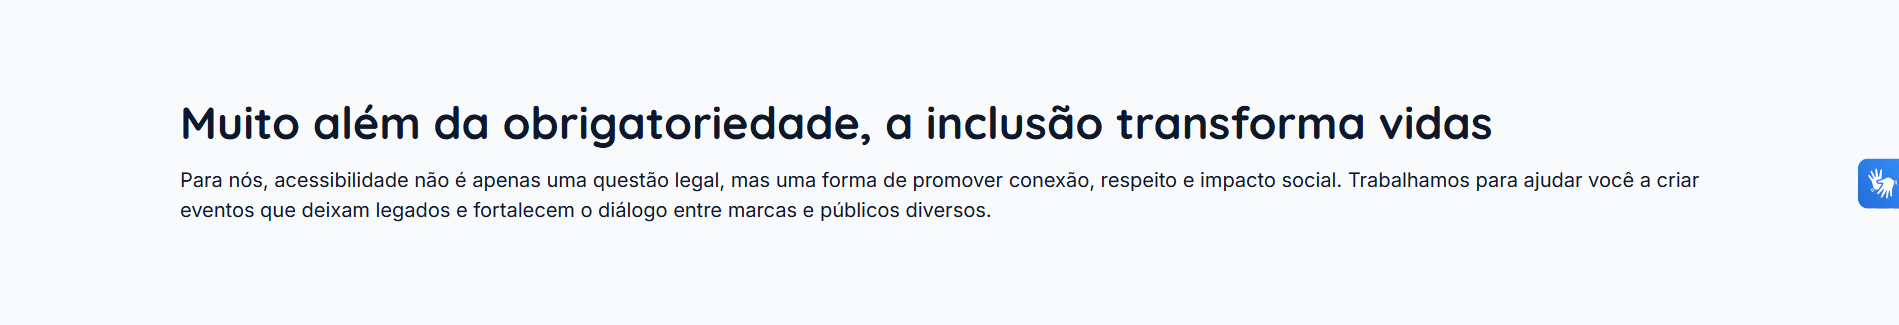 Muito além da obrigatoriedade, a inclusão transforma vidas
Para nós, acessibilidade não é apenas uma questão legal, mas uma forma de promover conexão, respeito e impacto social. Trabalhamos para ajudar você a criar
eventos que deixam legados e fortalecem o diálogo entre marcas e públicos diversos.